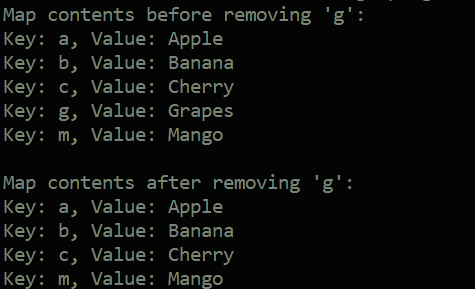 Map contents before removing 'g':
Key: a, Value: Apple
Key: b, Value: Banana
Key: c, Value: Cherry
Key: g, Value: Grapes
Key: m, Value: Mango

Map contents after removing 'g':
Key: a, Value: Apple
Key: b, Value: Banana
Key: c, Value: Cherry
Key: m, Value: Mango